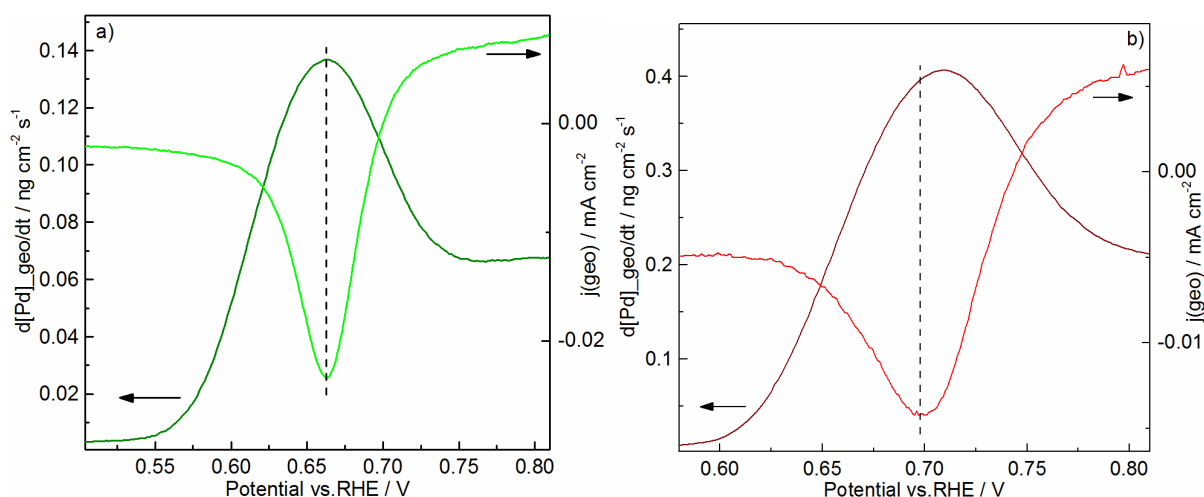 a)
0.14
0.12
0.10
0.08
0.06
0.04
0.02
d[Pd]_geo/dt / ng cm⁻² s⁻¹
0.00
-0.02
j(geo) / mA cm⁻²
0.55 0.60 0.65 0.70 0.75 0.80
Potential vs.RHE / V
b)
0.4
0.3
0.2
0.1
d[Pd]_geo/dt / ng cm⁻² s⁻¹
0.00
-0.01
j(geo) / mA cm⁻²
0.60 0.65 0.70 0.75 0.80
Potential vs.RHE / V